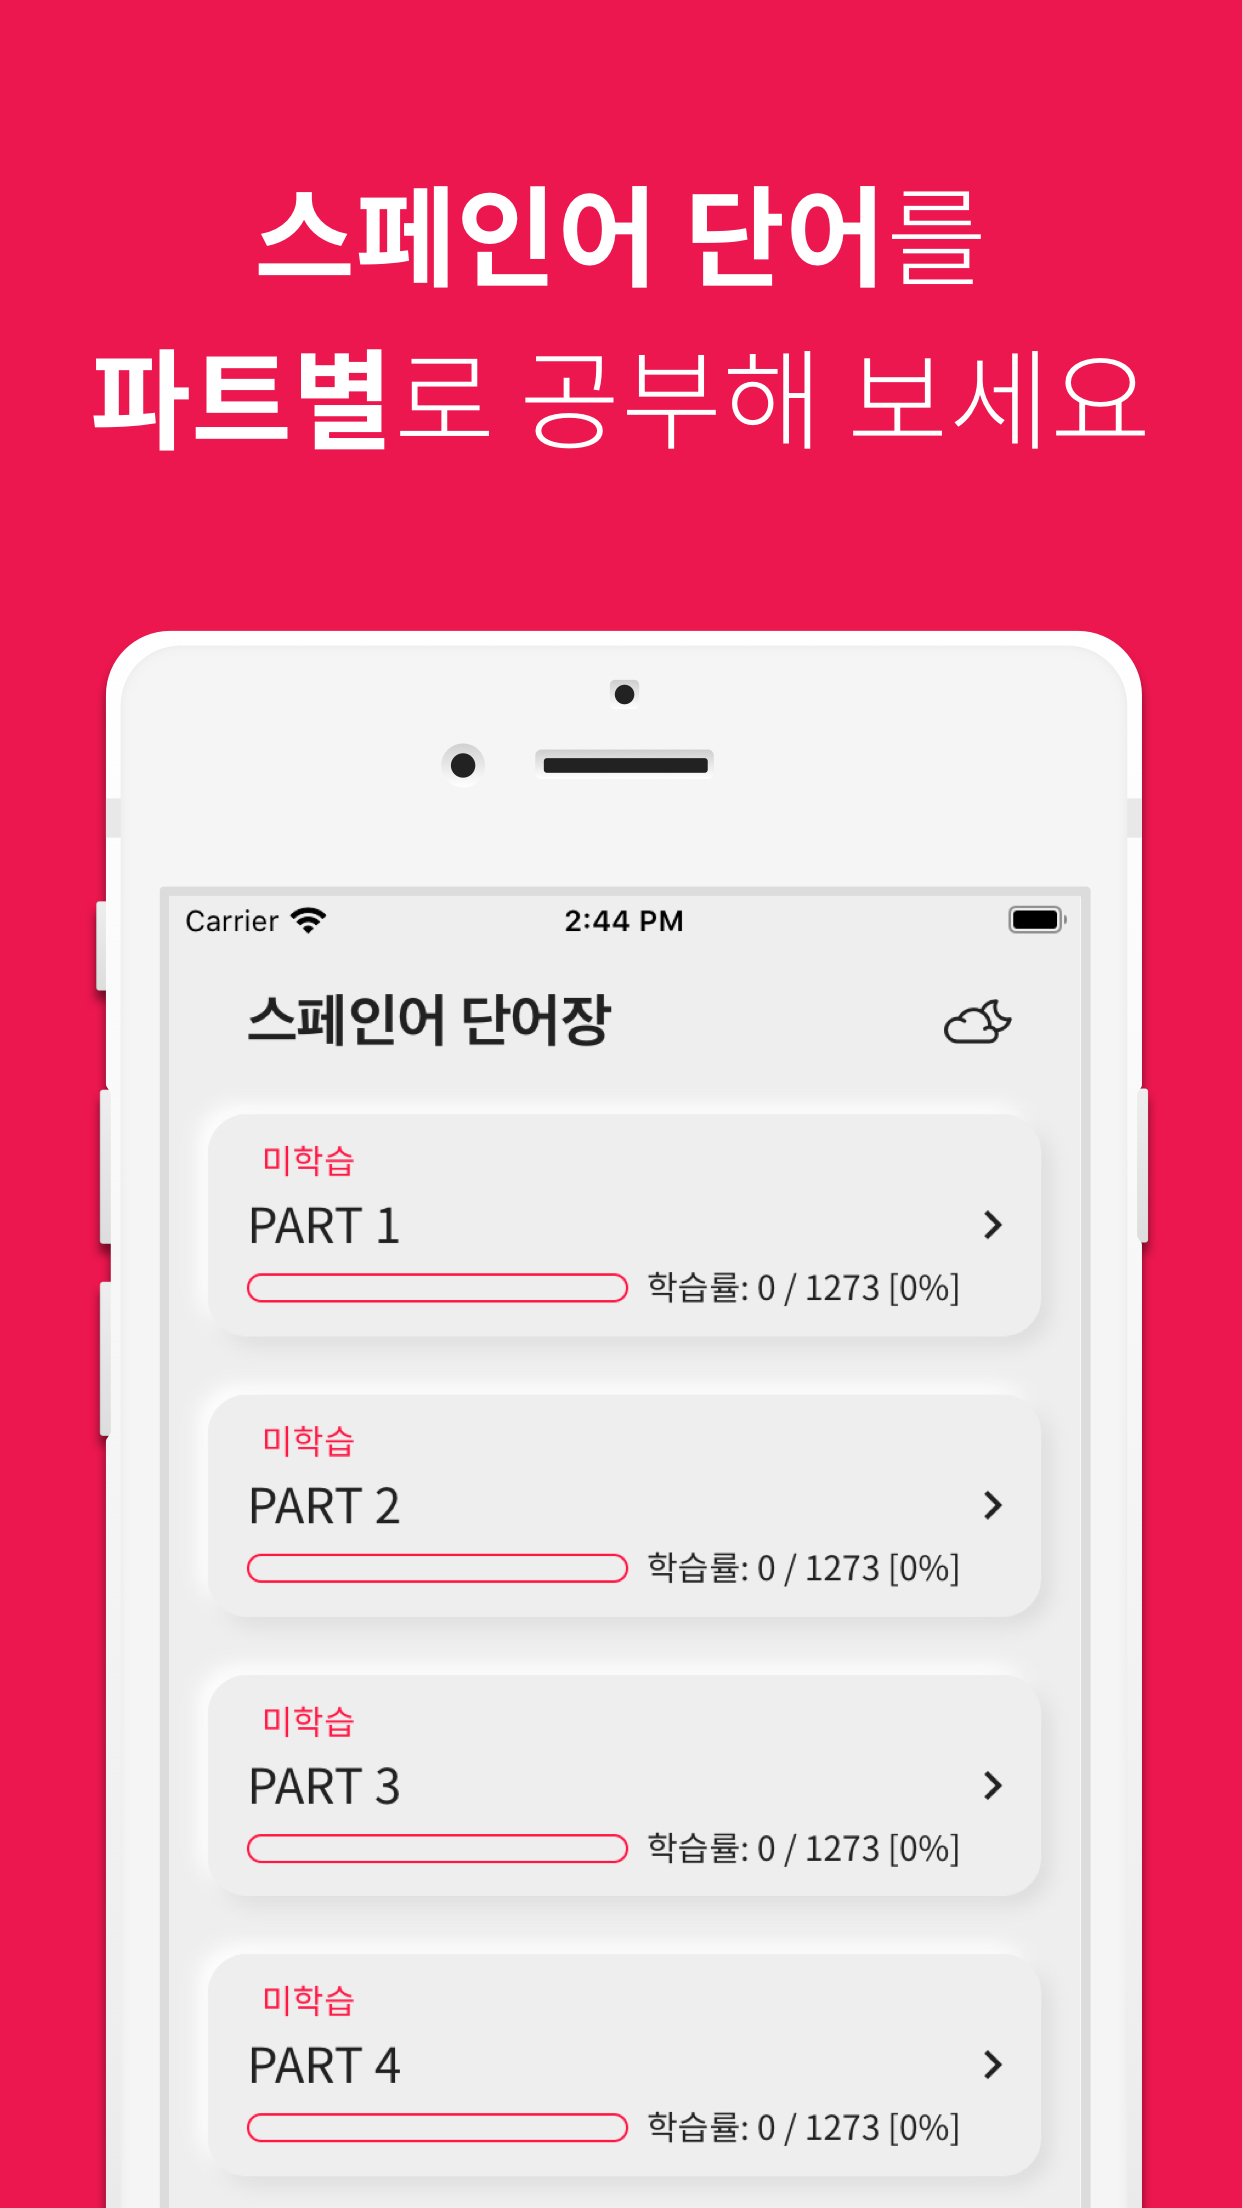 스페인어 단어를
파트별로 공부해 보세요
Carrier 2:44 PM
스페인어 단어장
미학습
PART 1
학습률: 0 / 1273 [0%]
미학습
PART 2
학습률: 0 / 1273 [0%]
미학습
PART 3
학습률: 0 / 1273 [0%]
미학습
PART 4
학습률: 0 / 1273 [0%]